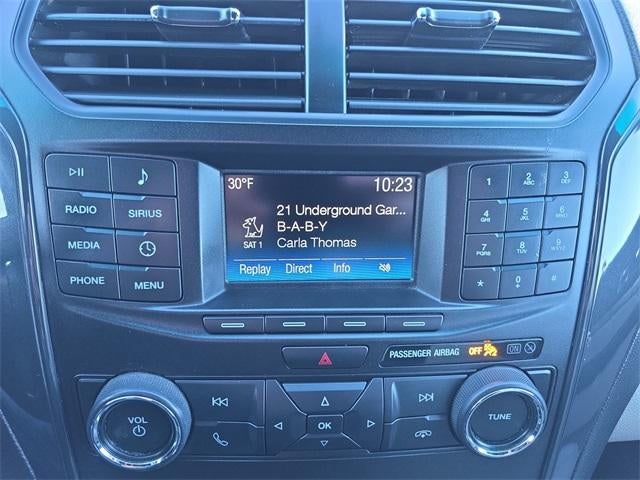 30°F 10:23
21 Underground Gar...
B-A-B-Y
SAT 1 Carla Thomas
Replay Direct Info
RADIO SIRIUS
MEDIA
PHONE MENU
1 2 ABC 3 DEF
4 GHI 5 JKL 6 MNO
7 PQRS 8 TUV 9 WXYZ
* 0 + #
PASSENGER AIRBAG OFF ON
VOL OK TUNE